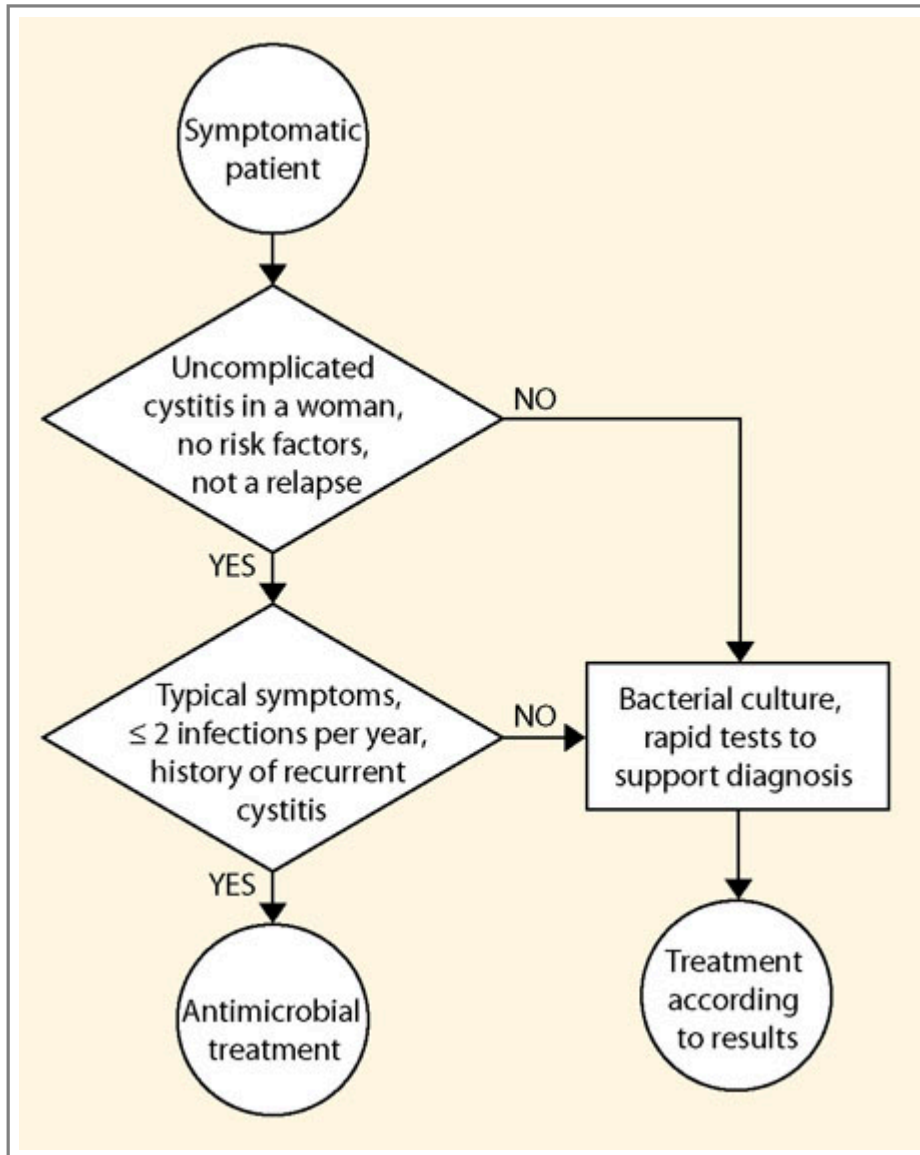 Symptomatic
patient
Uncomplicated
cystitis in a woman,
no risk factors,
not a relapse
NO
YES
Typical symptoms,
≤ 2 infections per year,
history of recurrent
cystitis
NO
Bacterial culture,
rapid tests to
support diagnosis
YES
Antimicrobial
treatment
Treatment
according
to results